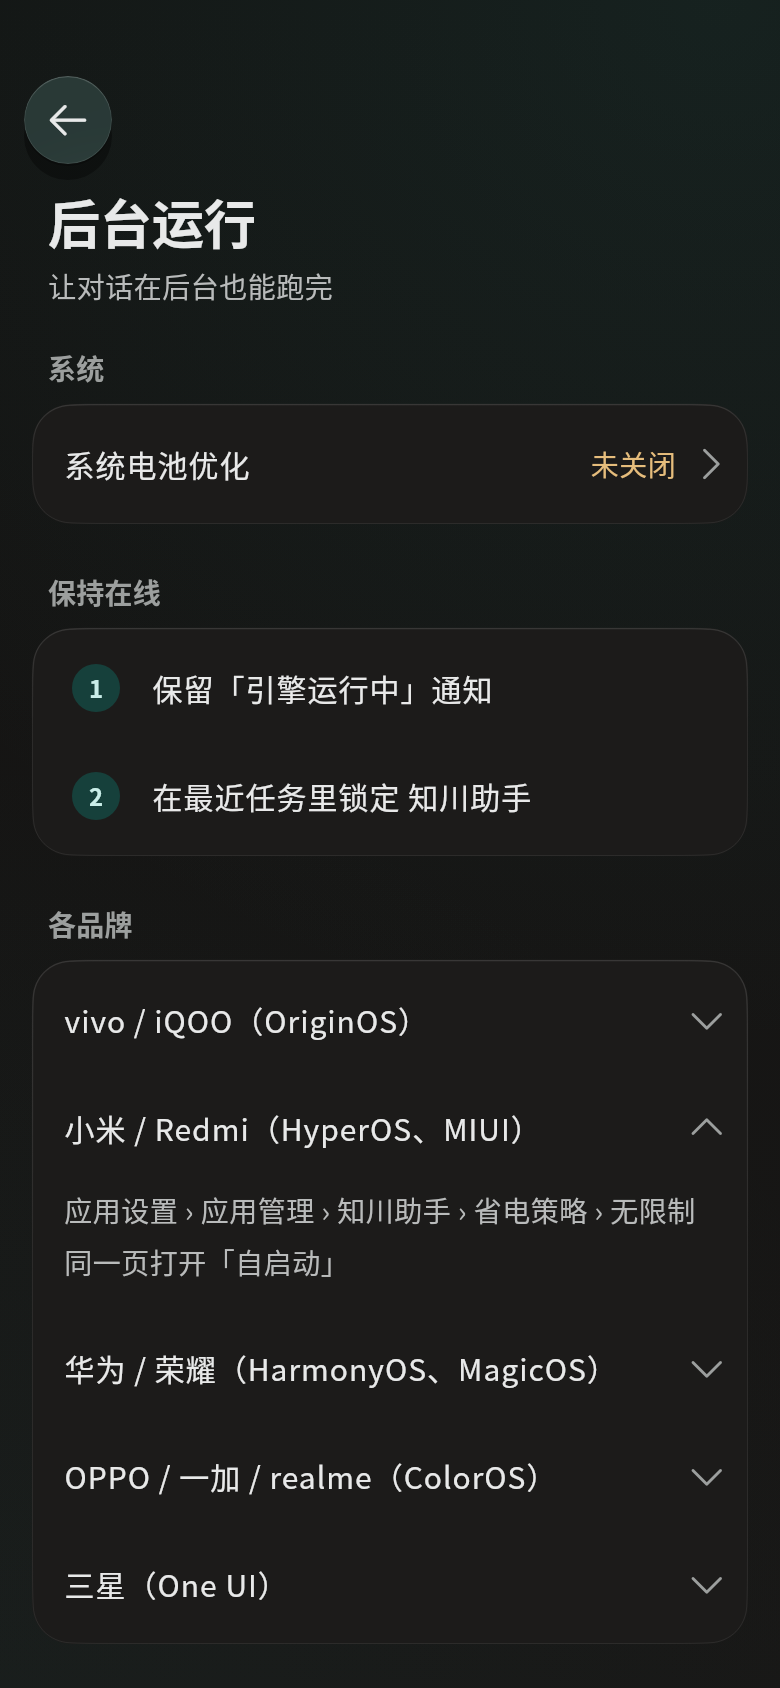 后台运行
让对话在后台也能跑完
系统
系统电池优化 未关闭
保持在线
1 保留「引擎运行中」通知
2 在最近任务里锁定 知川助手
各品牌
vivo / iQOO（OriginOS）
小米 / Redmi（HyperOS、MIUI）
应用设置 › 应用管理 › 知川助手 › 省电策略 › 无限制
同一页打开「自启动」
华为 / 荣耀（HarmonyOS、MagicOS）
OPPO / 一加 / realme（ColorOS）
三星（One UI）